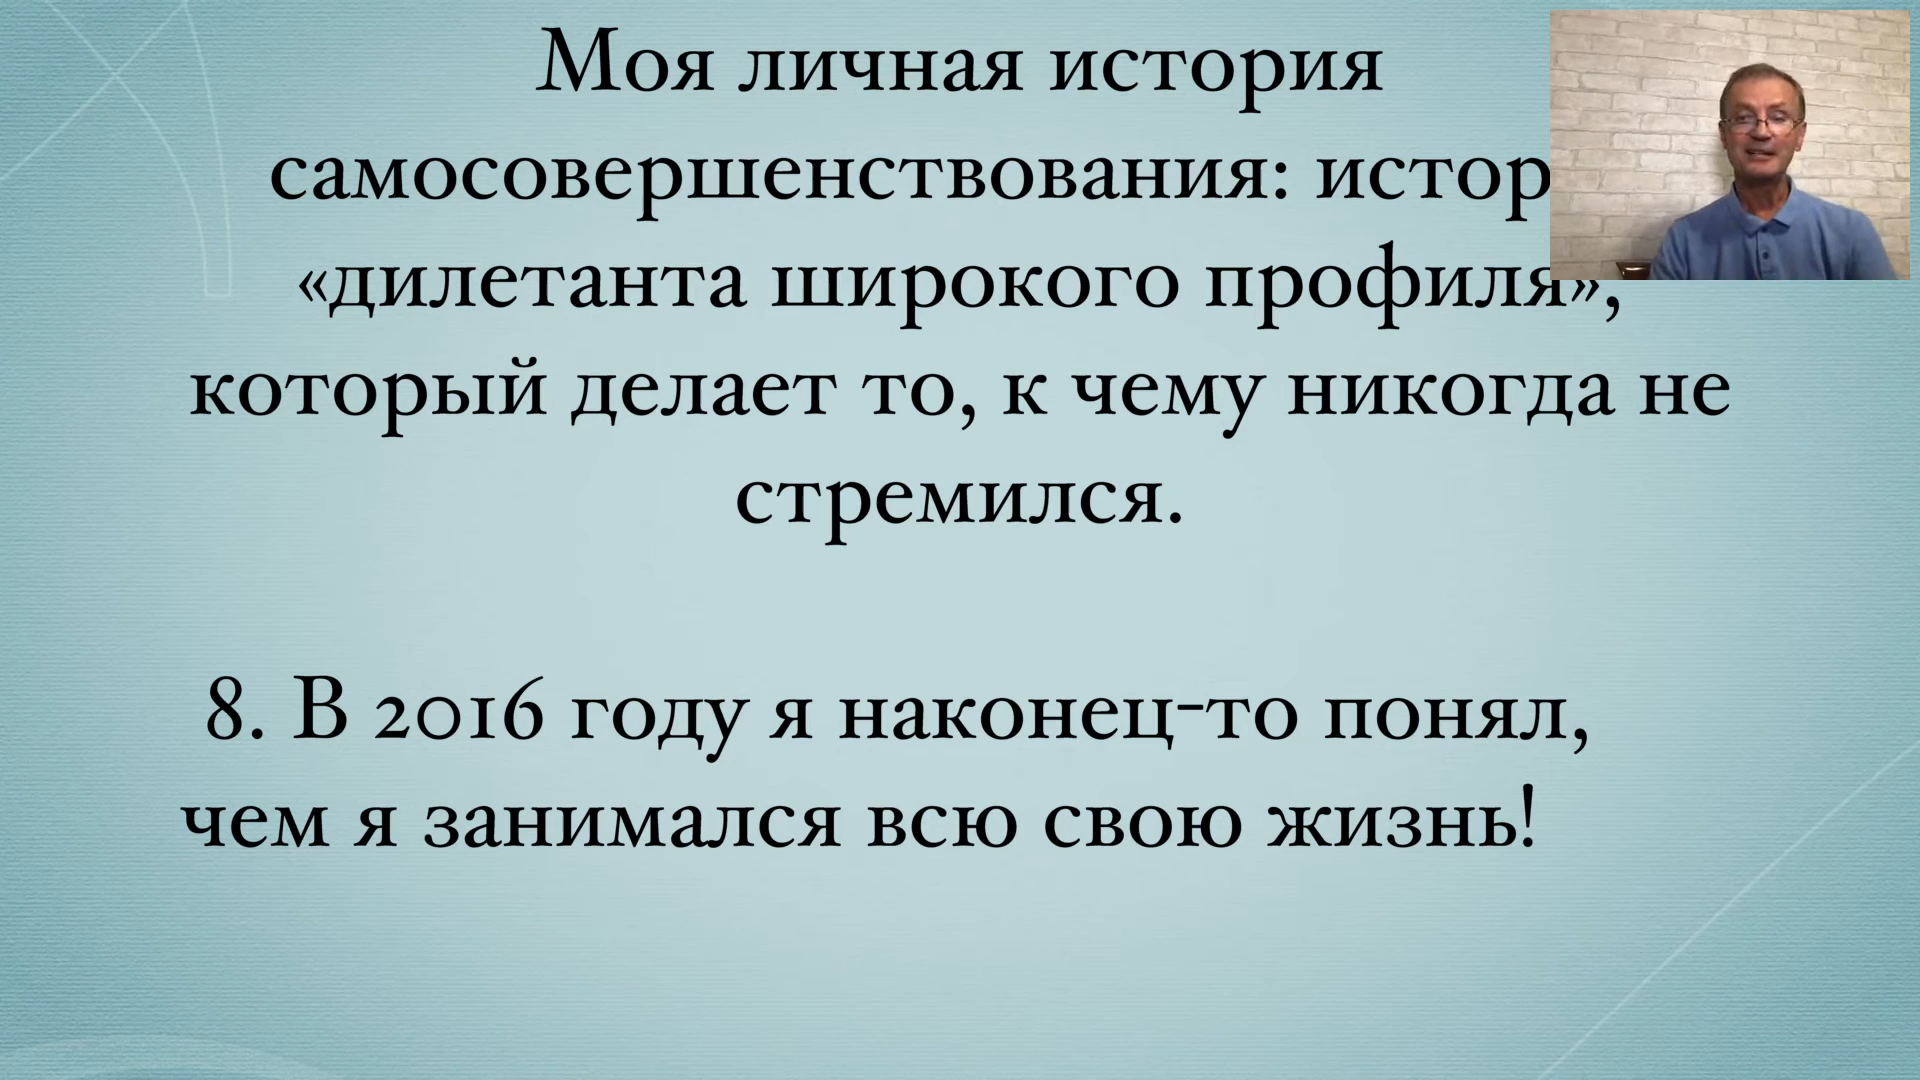 Моя личная история
самосовершенствования:
«дилетанта широкого профиля»,
который делает то, к чему никогда не
стремился.
8. В 2016 году я наконец-то понял,
чем я занимался всю свою жизнь!